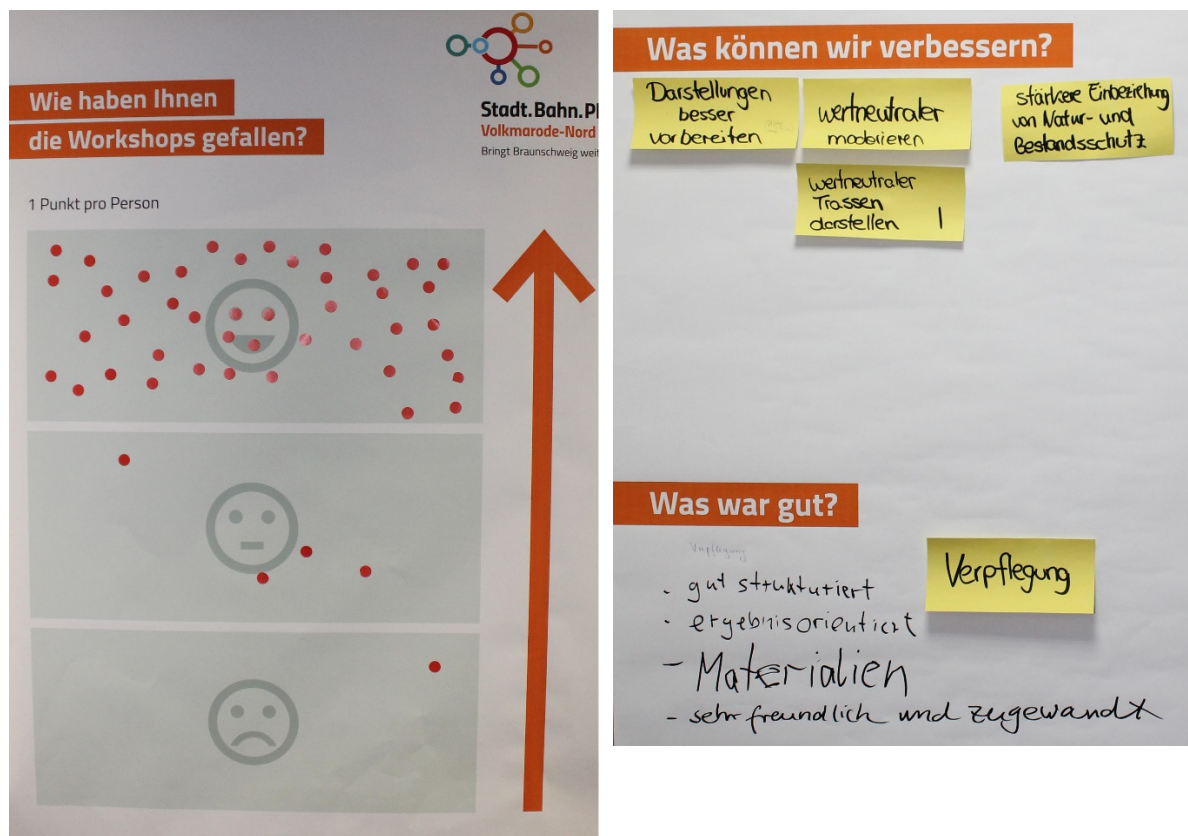 Stadt.Bahn.Pl
Volkmarode-Nord
Bringt Braunschweig weit
Wie haben Ihnen
die Workshops gefallen?
1 Punkt pro Person
Was können wir verbessern?
Darstellungen
besser
vorbereiten
wertneutraler
moderieren
stärkere Einbeziehung
von Natur- und
Bestandsschutz
wertneutraler
Trassen
darstellen !
Was war gut?
Verpflegung
Verpflegung
· gut strukturiert
· ergebnisorientiert
- Materialien
- sehr freundlich und zugewandt